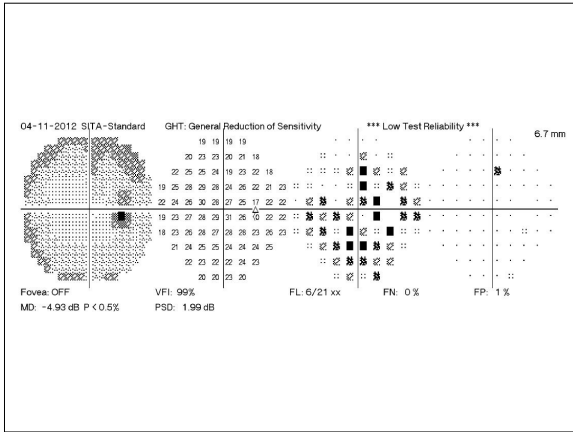 04-11-2012 SITA-Standard GHT: General Reduction of Sensitivity *** Low Test Reliability *** 6.7 mm
19 19 19 19
20 23 23 20 21 18
22 25 25 24 19 23 22 18
19 25 28 29 28 24 26 22 21 23
22 24 26 30 28 27 25 17 22 22
19 23 27 28 29 31 26 22 22
18 23 26 28 26 28 23 23 26 23
21 24 25 25 24 24 24 25
22 23 22 22 24 23
20 20 23 20
Fovea: OFF VFI: 99% FL: 6/21 xx FN: 0 % FP: 1 %
MD: -4.93 dB P < 0.5% PSD: 1.99 dB